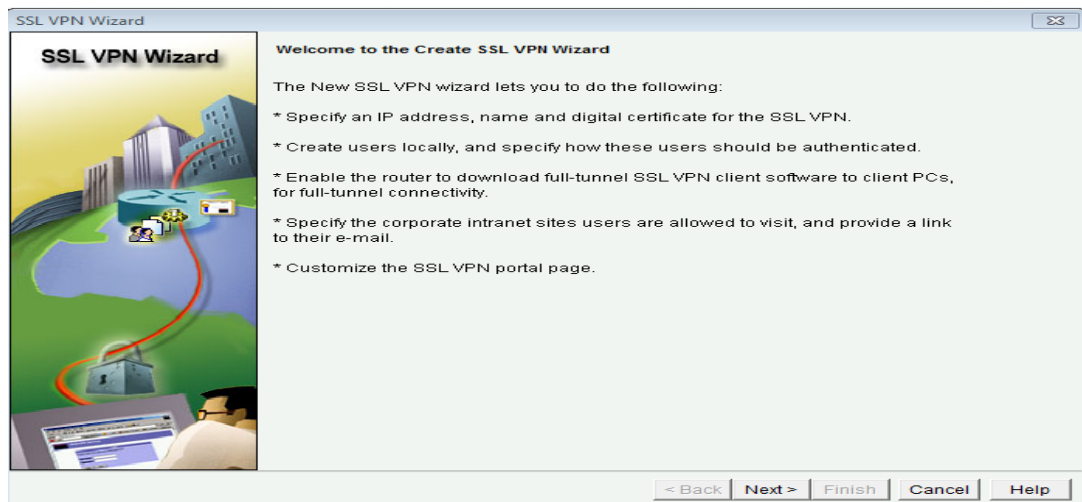 SSL VPN Wizard
SSL VPN Wizard
Welcome to the Create SSL VPN Wizard
The New SSL VPN wizard lets you to do the following:
* Specify an IP address, name and digital certificate for the SSL VPN.
* Create users locally, and specify how these users should be authenticated.
* Enable the router to download full-tunnel SSL VPN client software to client PCs,
for full-tunnel connectivity.
* Specify the corporate intranet sites users are allowed to visit, and provide a link
to their e-mail.
* Customize the SSL VPN portal page.
< Back Next > Finish Cancel Help